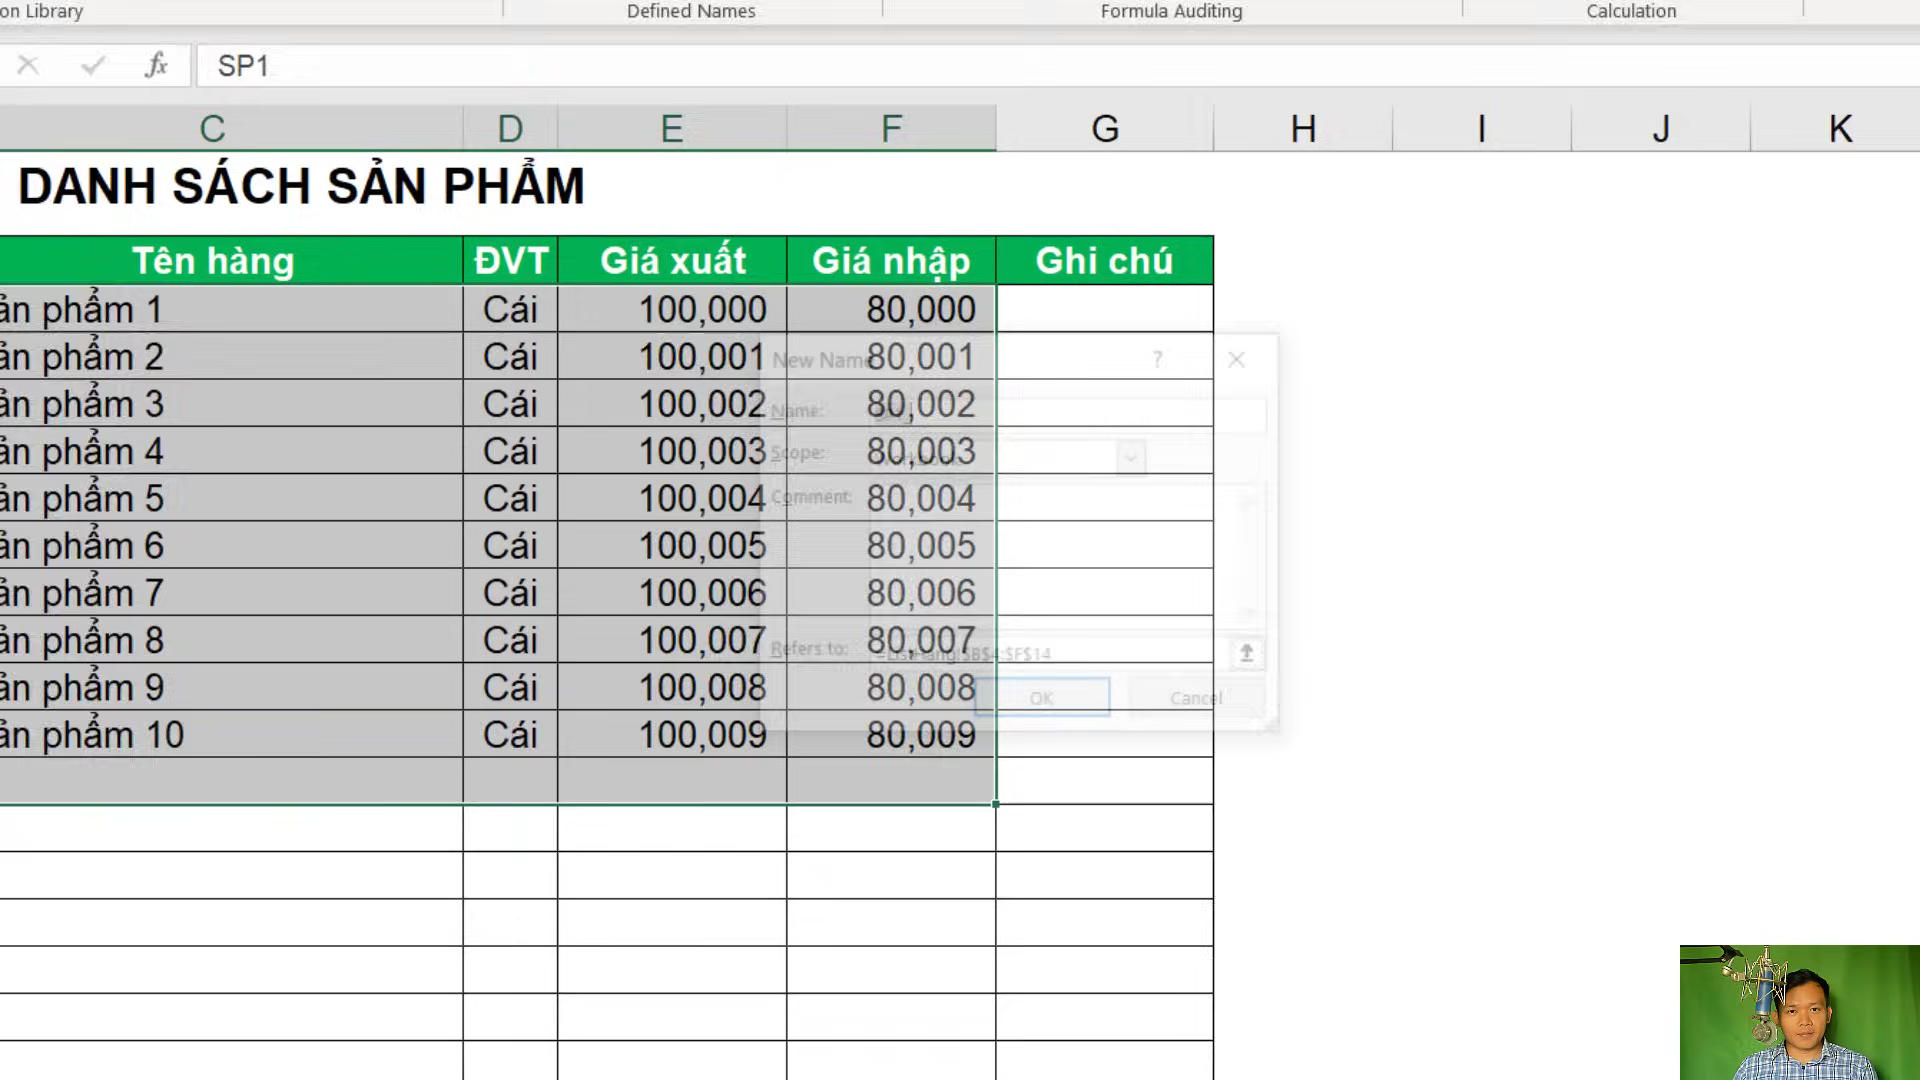 on Library Defined Names Formula Auditing Calculation
fx SP1
C D E F G H I J K
DANH SÁCH SẢN PHẨM
Tên hàng ĐVT Giá xuất Giá nhập Ghi chú
ản phẩm 1 Cái 100,000 80,000
ản phẩm 2 Cái 100,001 80,001
ản phẩm 3 Cái 100,002 80,002
ản phẩm 4 Cái 100,003 80,003
ản phẩm 5 Cái 100,004 80,004
ản phẩm 6 Cái 100,005 80,005
ản phẩm 7 Cái 100,006 80,006
ản phẩm 8 Cái 100,007 80,007
ản phẩm 9 Cái 100,008 80,008
ản phẩm 10 Cái 100,009 80,009
New Name ?
Name:
Scope:
Comment:
Refers to: $B$4:$F$14
OK Cancel